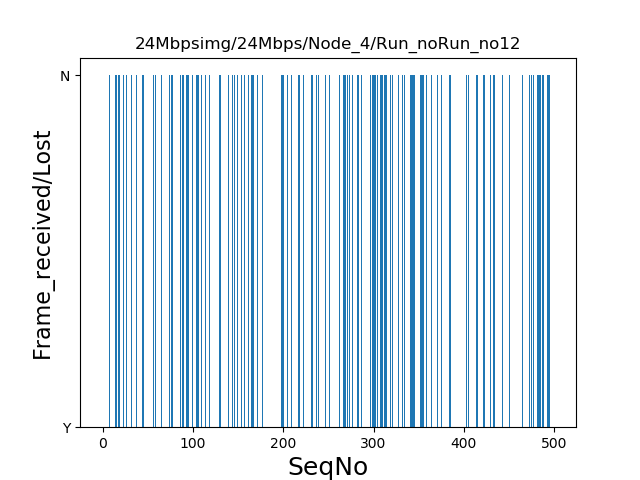 24Mbpsimg/24Mbps/Node_4/Run_noRun_no12
N
Frame_received/Lost
Y
0 100 200 300 400 500
SeqNo